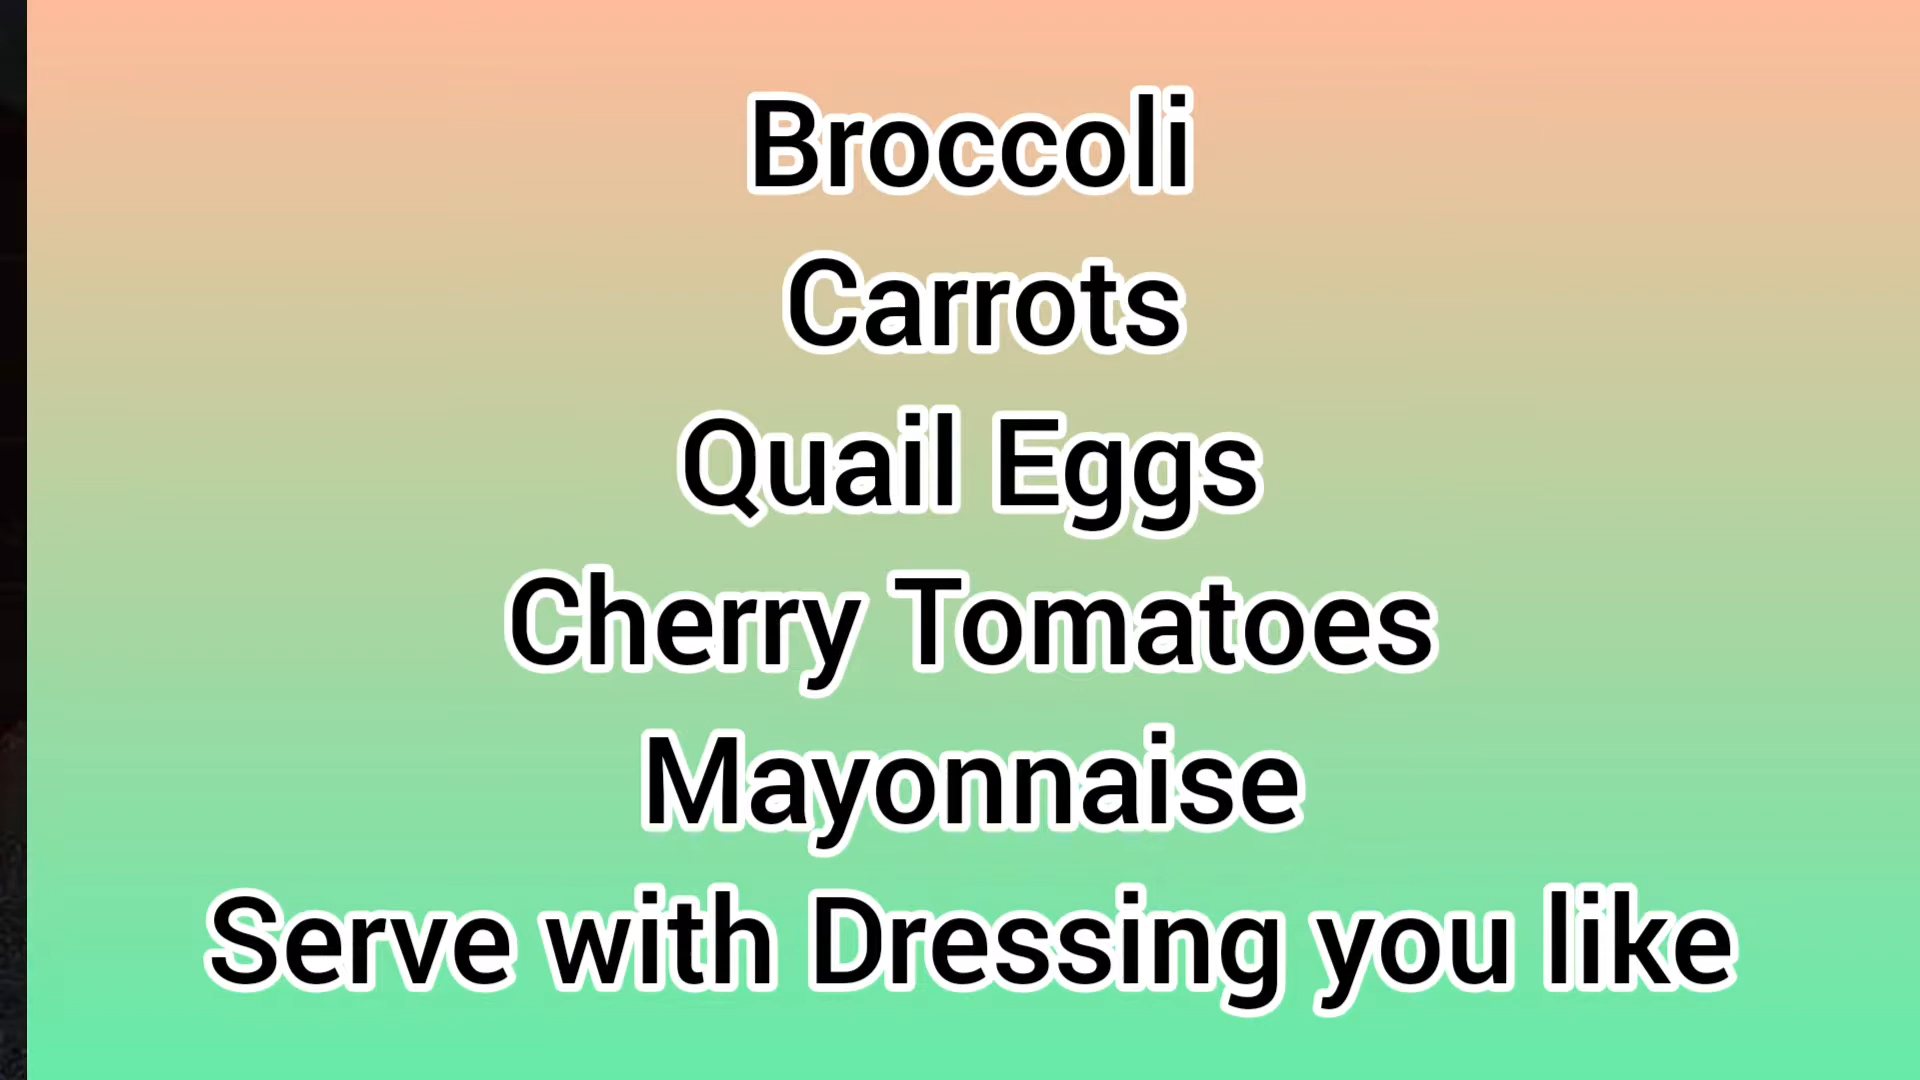 Broccoli
Carrots
Quail Eggs
Cherry Tomatoes
Mayonnaise
Serve with Dressing you like